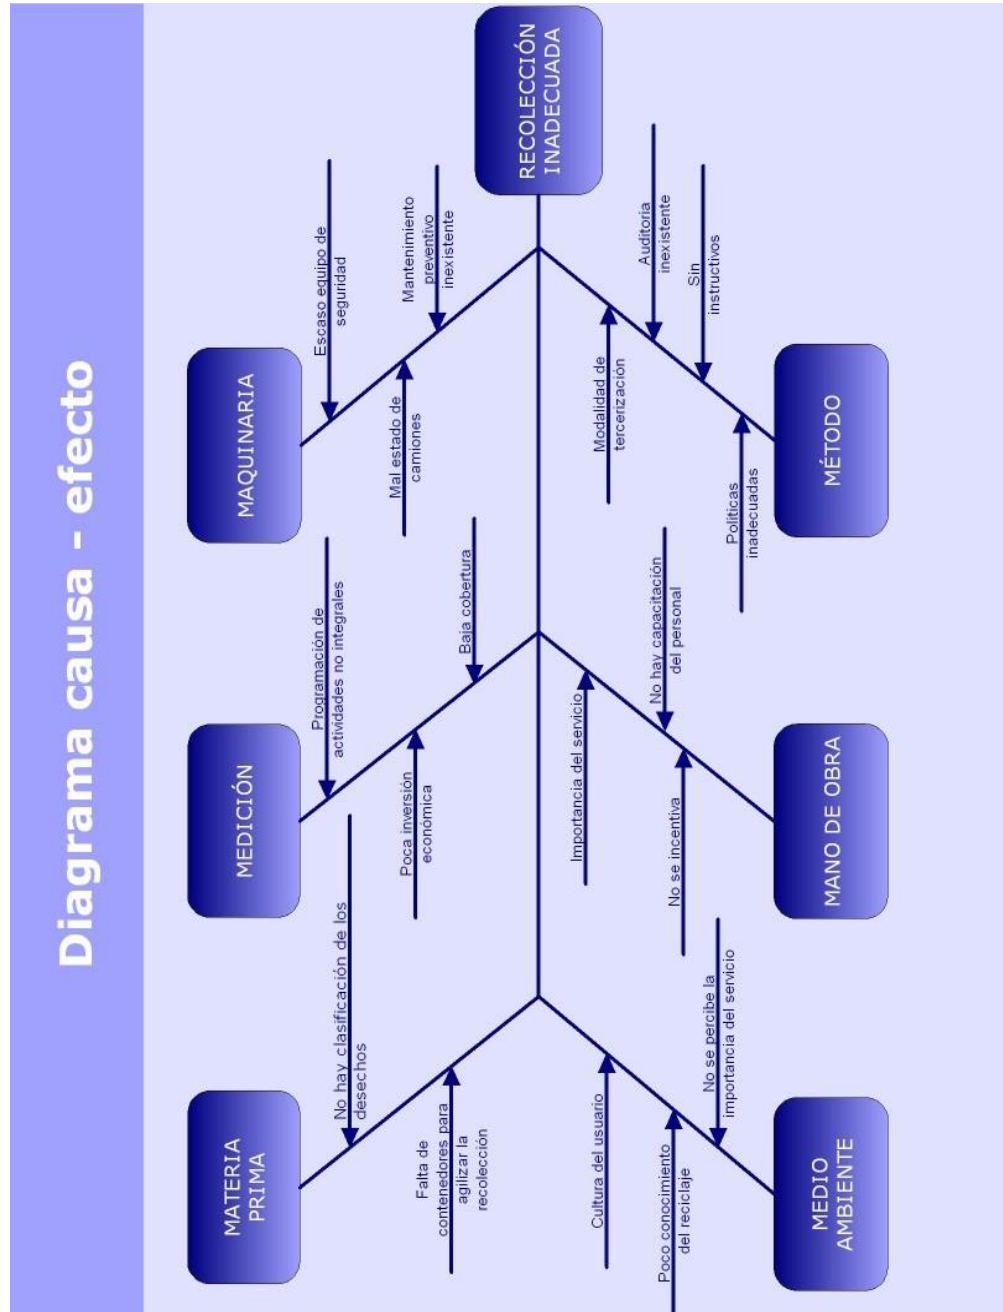 Diagrama causa - efecto
MATERIA
PRIMA
MEDICIÓN
MAQUINARIA
No hay clasificación de los
desechos
Falta de
contenedores para
agilizar la
recolección
Programación de
actividades no integrales
Poca inversión
económica
Baja cobertura
Escaso equipo de
seguridad
Mal estado de
camiones
Mantenimiento
preventivo
inexistente
RECOLECCIÓN
INADECUADA
Cultura del usuario
Poco conocimiento
del reciclaje
No se percibe la
importancia del servicio
Importancia del servicio
No se incentiva
No hay capacitación
del personal
Modalidad de
tercerización
Auditoria
inexistente
Sin
instructivos
Políticas
inadecuadas
MEDIO
AMBIENTE
MANO DE OBRA
MÉTODO